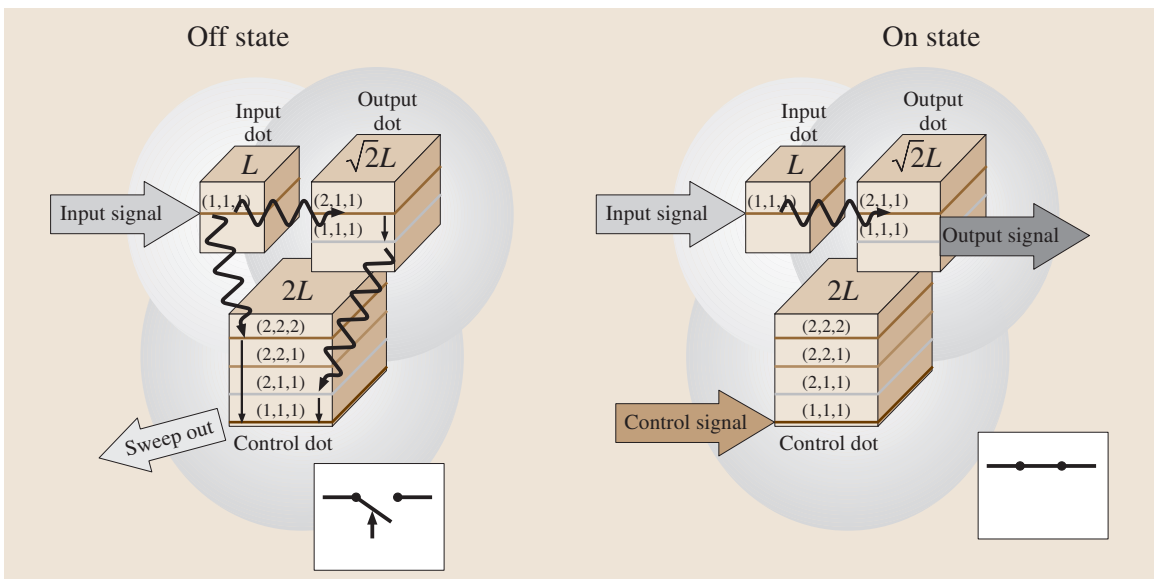 Off state
Input
dot
Output
dot
L
√2L
Input signal
(1,1,1)
(2,1,1)
(1,1,1)
2L
(2,2,2)
(2,2,1)
(2,1,1)
(1,1,1)
Sweep out
Control dot
On state
Input
dot
Output
dot
L
√2L
Input signal
(1,1,1)
(2,1,1)
(1,1,1)
Output signal
2L
(2,2,2)
(2,2,1)
(2,1,1)
(1,1,1)
Control signal
Control dot